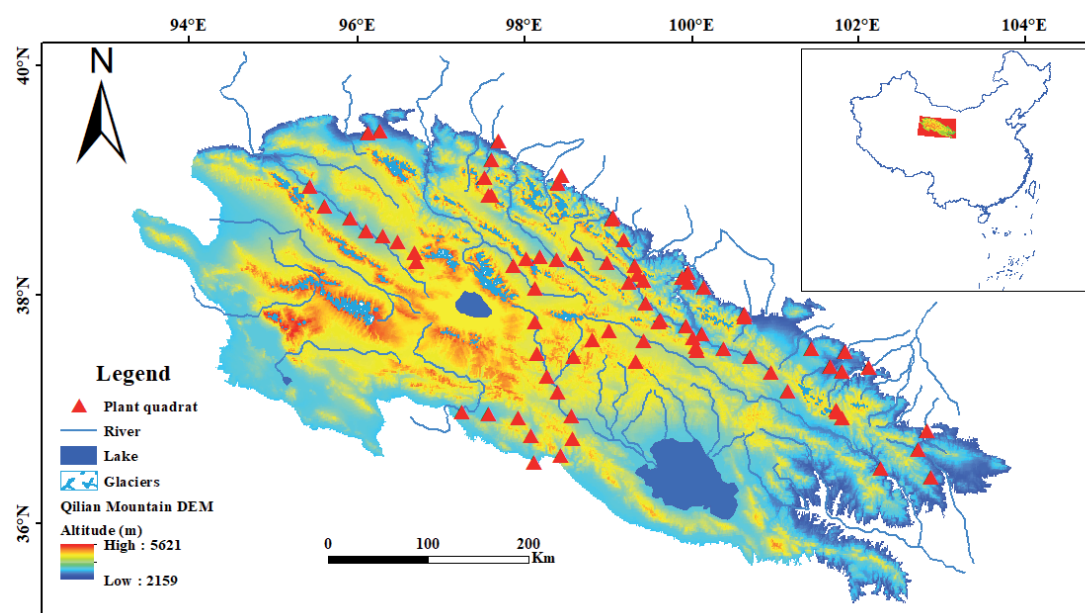 94°E 96°E 98°E 100°E 102°E 104°E
40°N
N
38°N
36°N
Legend
Plant quadrat
River
Lake
Glaciers
Qilian Mountain DEM
Altitude (m)
High : 5621
Low : 2159
0 100 200
Km